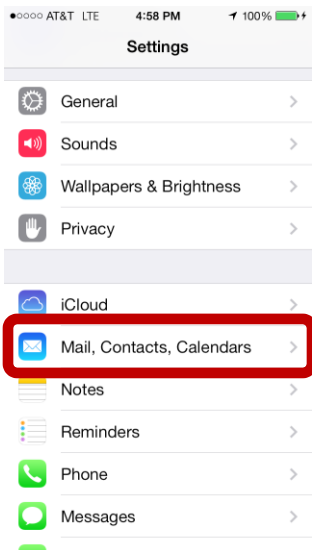 AT&T LTE 4:58 PM 100%
Settings
General
Sounds
Wallpapers & Brightness
Privacy
iCloud
Mail, Contacts, Calendars
Notes
Reminders
Phone
Messages